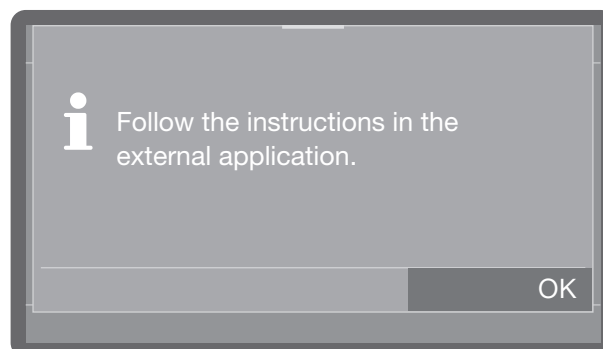 Follow the instructions in the
external application.
OK